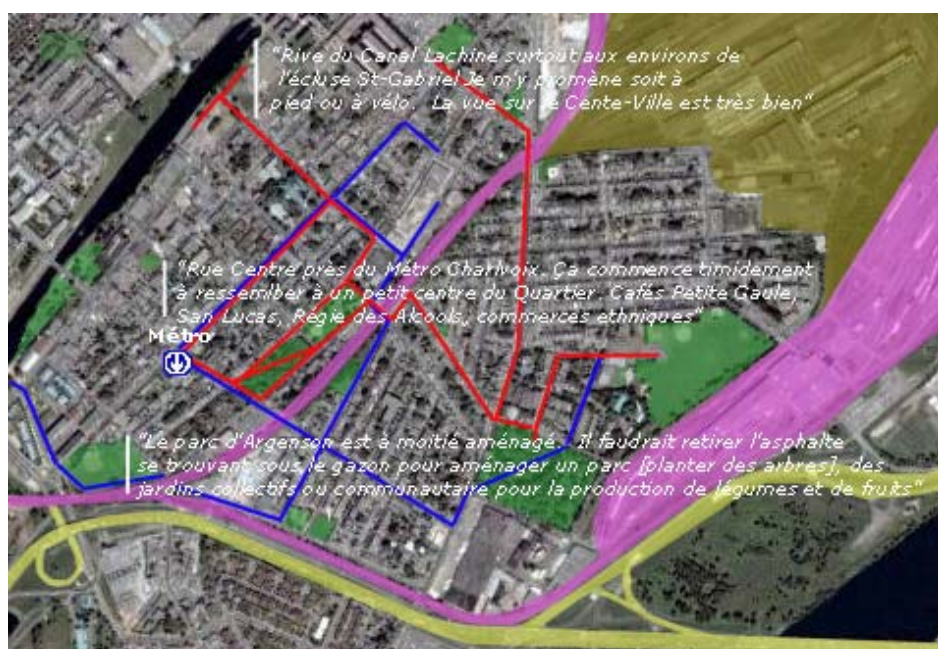 "Rive du Canal Lachine surtout aux environs de
l'écluse St-Gabriel Je m'y promène soit à
pied ou à vélo. La vue sur le Cente-Ville est très bien"
"Rue Centre près du Métro Charlvoix. Ça commence timidement
à ressembler à un petit centre du Quartier. Cafés Petite Gaule,
San Lucas, Régie des Alcools, commerces ethniques"
Métro
"Le parc d'Argenson est à moitié aménagé. Il faudrait retirer l'asphalte
se trouvant sous le gazon pour aménager un parc [planter des arbres], des
jardins collectifs ou communautaire pour la production de légumes et de fruits"